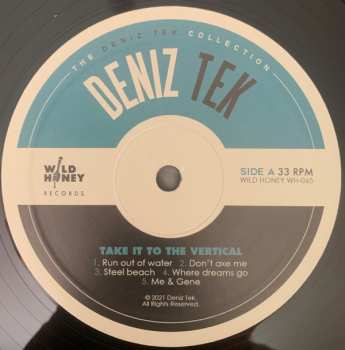 THE DENIZ TEK COLLECTION
DENIZ TEK
WILD HONEY
RECORDS
SIDE A 33 RPM
WILD HONEY WH-065
TAKE IT TO THE VERTICAL
1. Run out of water 2. Don't axe me
3. Steel beach 4. Where dreams go
5. Me & Gene
© 2021 Deniz Tek
All Rights Reserved.